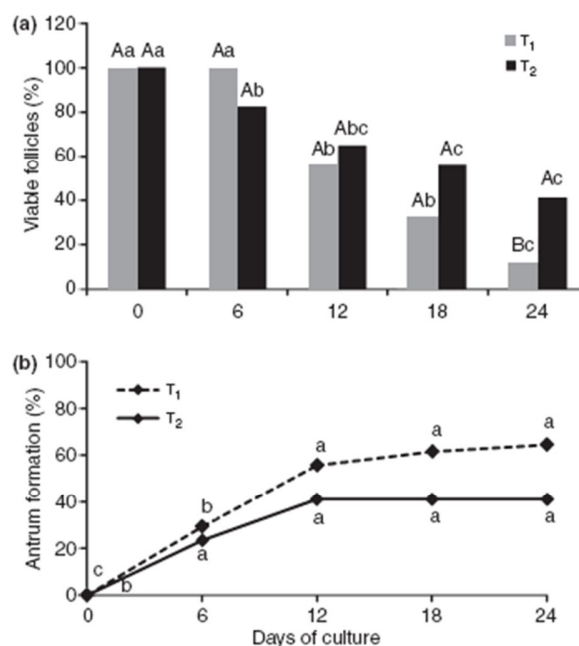 (a)
120
100
80
60
40
20
0
Viable follicles (%)
Aa Aa
Aa
Ab
Ab
Abc
Ab
Ac
Bc
Ac
T1
T2
0 6 12 18 24
(b)
100
80
60
40
20
0
Antrum formation (%)
T1
T2
c
b
b
a
a
a
a
a
a
a
0 6 12 18 24
Days of culture